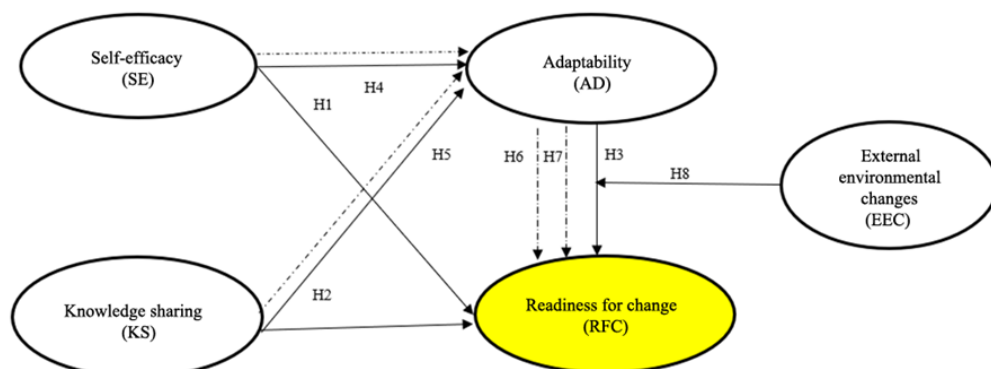 Self-efficacy
(SE)
Adaptability
(AD)
H4
H1
H5
H6
H7
H3
H8
External
environmental
changes
(EEC)
Knowledge sharing
(KS)
H2
Readiness for change
(RFC)